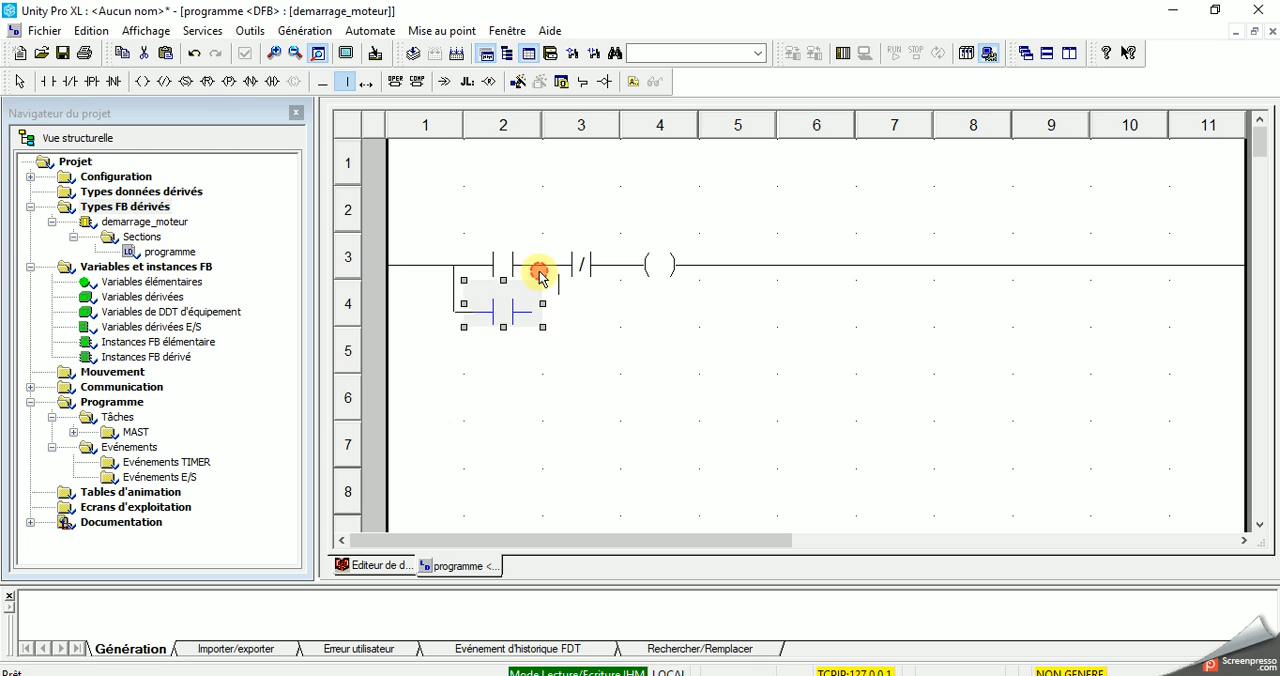 Unity Pro XL : <Aucun nom>* - [programme <DFB> : [demarrage_moteur]]
Fichier Edition Affichage Services Outils Génération Automate Mise au point Fenêtre Aide
RUN STOP
OPER COMP
Navigateur du projet
Vue structurelle
Projet
Configuration
Types données dérivés
Types FB dérivés
demarrage_moteur
Sections
programme
Variables et instances FB
Variables élémentaires
Variables dérivées
Variables de DDT d'équipement
Variables dérivées E/S
Instances FB élémentaire
Instances FB dérivé
Mouvement
Communication
Programme
Tâches
MAST
Evénements
Evénements TIMER
Evénements E/S
Tables d'animation
Ecrans d'exploitation
Documentation
1 2 3 4 5 6 7 8 9 10 11
1
2
3
4
5
6
7
8
Editeur de d... programme <...
Génération Importer/exporter Erreur utilisateur Evénement d'historique FDT Rechercher/Remplacer
Prêt Mode Lecture/Ecriture IHM LOCAL TCPIP:127.0.0.1 NON GENERE
Screenpresso
.com